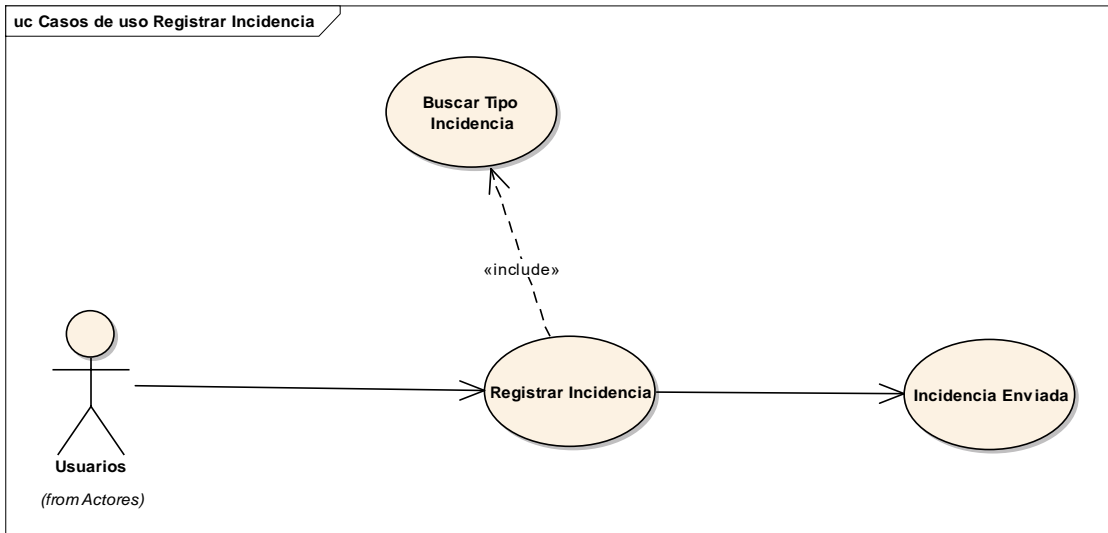 uc Casos de uso Registrar Incidencia
Buscar Tipo
Incidencia
«include»
Registrar Incidencia
Incidencia Enviada
Usuarios
(from Actores)